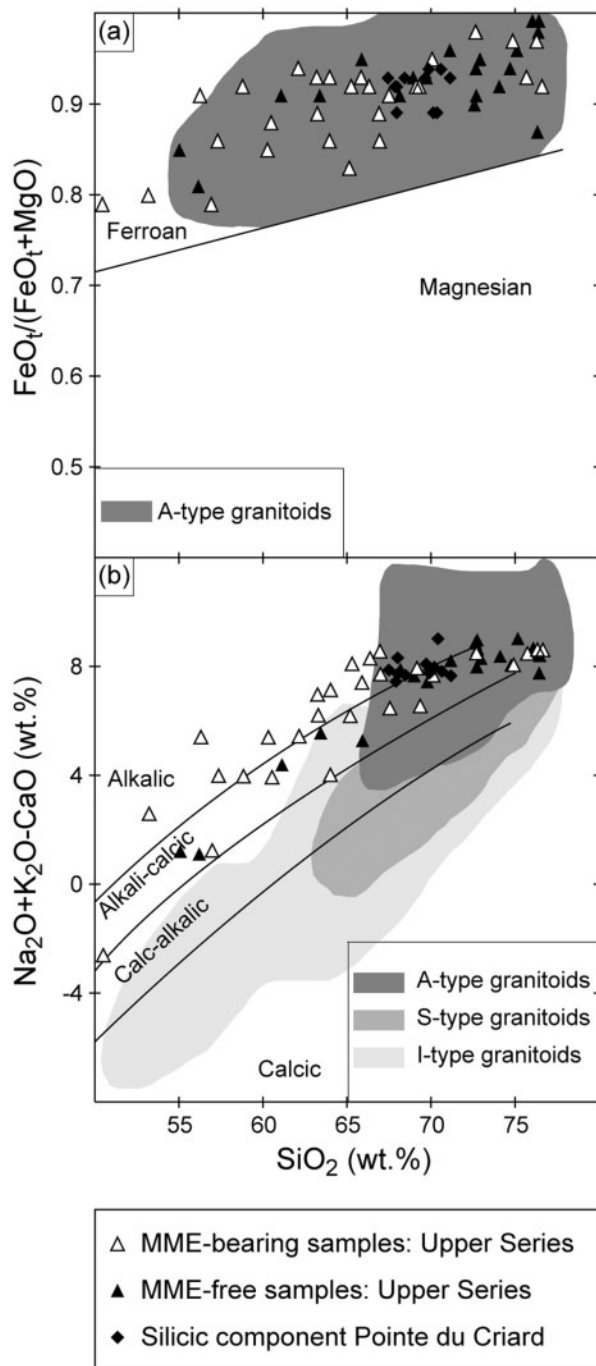 (a)
0.9
0.8
0.7
0.6
0.5
FeOₜ/(FeOₜ+MgO)
Ferroan
Magnesian
A-type granitoids
(b)
8
4
0
-4
Na₂O+K₂O-CaO (wt.%)
Alkalic
Alkali-calcic
Calc-alkalic
Calcic
A-type granitoids
S-type granitoids
I-type granitoids
55 60 65 70 75
SiO₂ (wt.%)
MME-bearing samples: Upper Series
MME-free samples: Upper Series
Silicic component Pointe du Criard